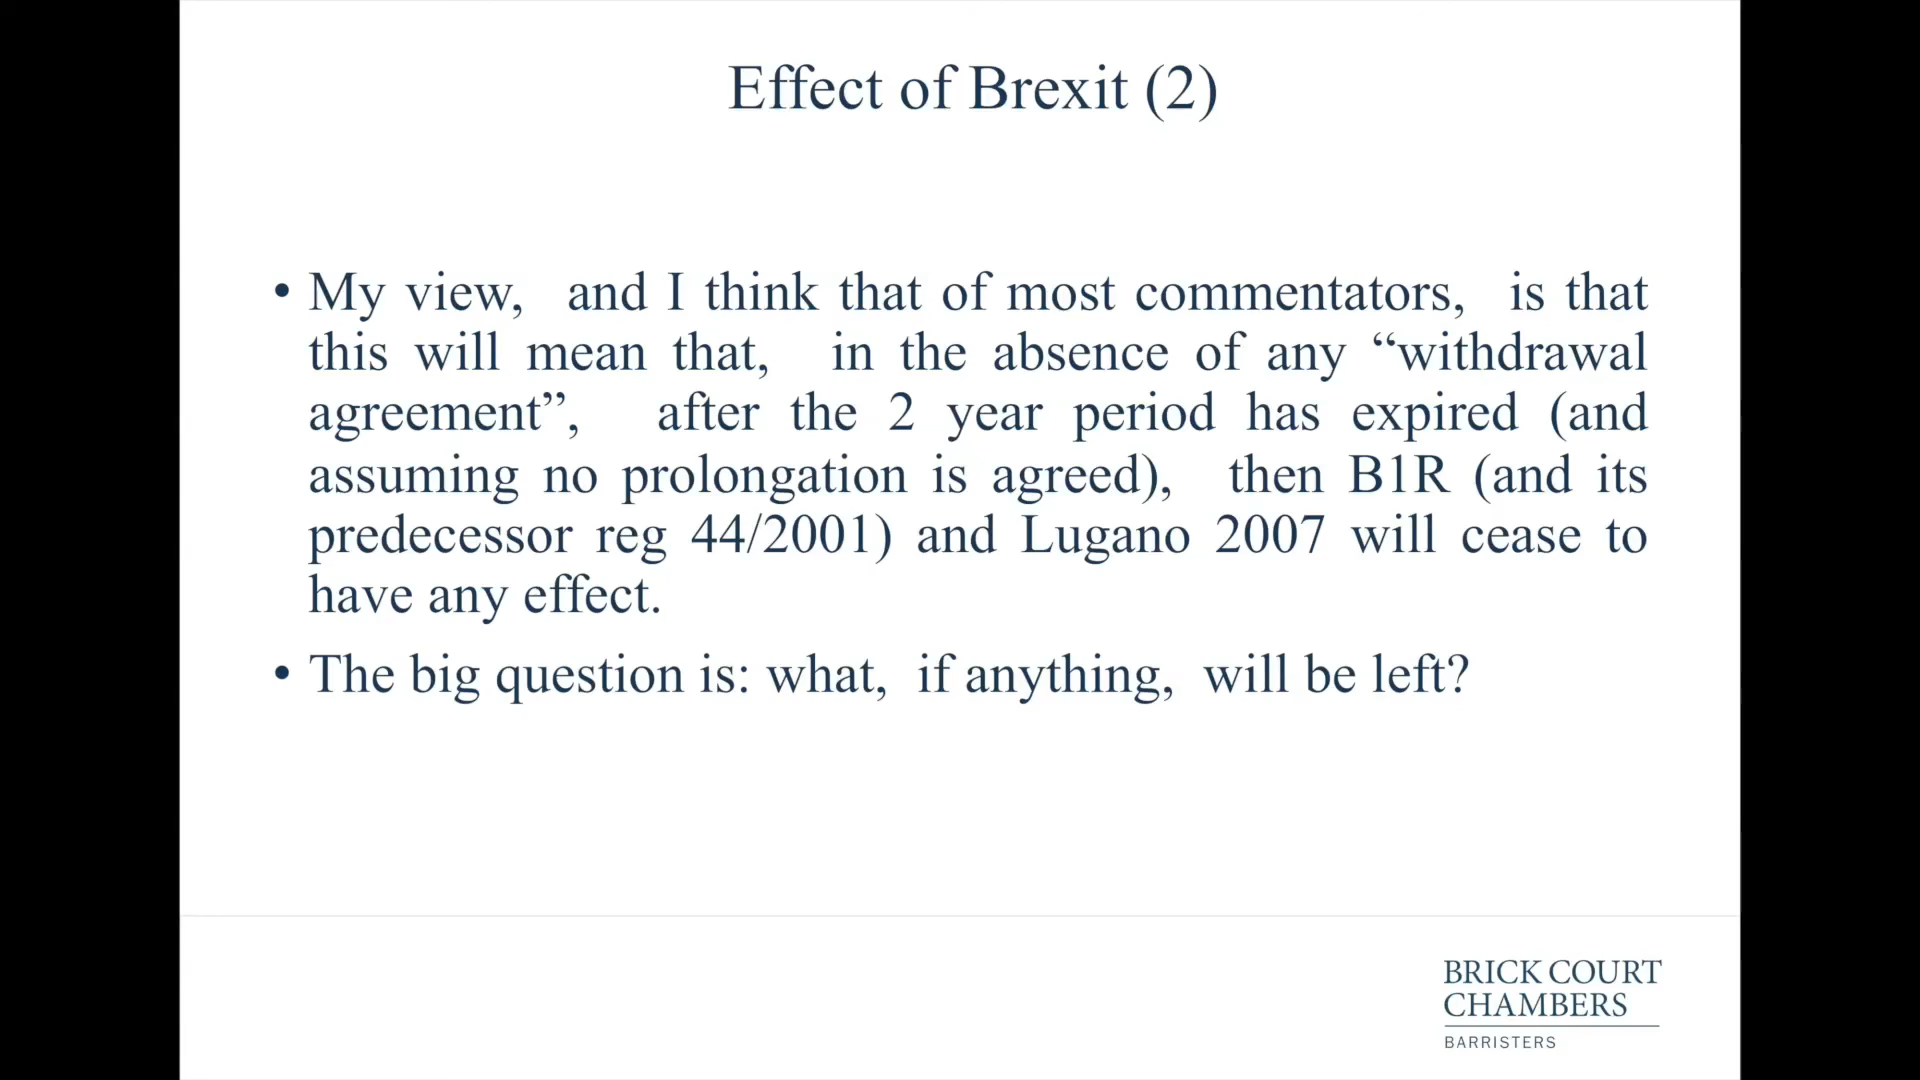 Effect of Brexit (2)
• My view, and I think that of most commentators, is that
this will mean that, in the absence of any “withdrawal
agreement”, after the 2 year period has expired (and
assuming no prolongation is agreed), then B1R (and its
predecessor reg 44/2001) and Lugano 2007 will cease to
have any effect.
• The big question is: what, if anything, will be left?
BRICK COURT
CHAMBERS
BARRISTERS